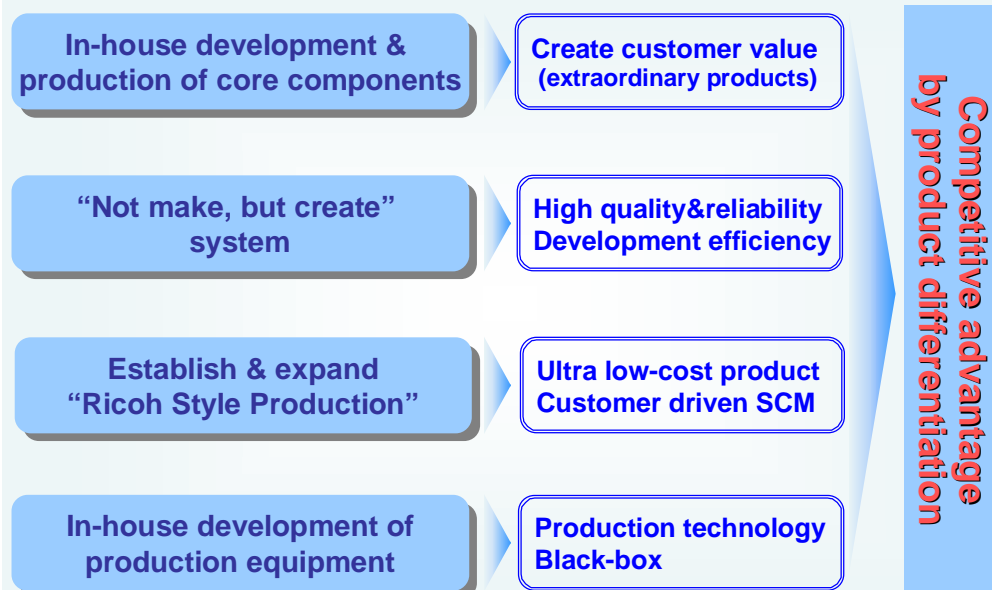 In-house development &
production of core components
Create customer value
(extraordinary products)
“Not make, but create”
system
High quality&reliability
Development efficiency
Establish & expand
“Ricoh Style Production”
Ultra low-cost product
Customer driven SCM
In-house development of
production equipment
Production technology
Black-box
Competitive advantage
by product differentiation